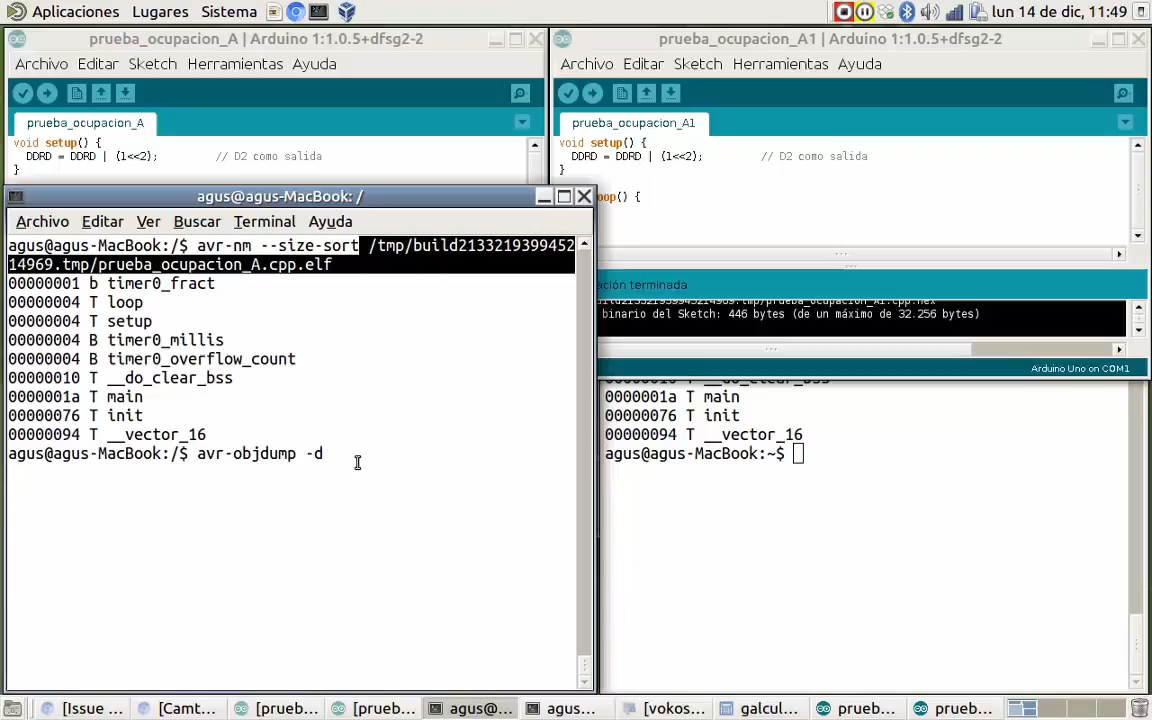 Aplicaciones Lugares Sistema lun 14 de dic, 11:49
prueba_ocupacion_A | Arduino 1:1.0.5+dfsg2-2
Archivo Editar Sketch Herramientas Ayuda
prueba_ocupacion_A
void setup() {
DDRD = DDRD | (1<<2); // D2 como salida
}
prueba_ocupacion_A1 | Arduino 1:1.0.5+dfsg2-2
Archivo Editar Sketch Herramientas Ayuda
prueba_ocupacion_A1
void setup() {
DDRD = DDRD | (1<<2); // D2 como salida
}
oop() {
ación terminada
binario del Sketch: 446 bytes (de un máximo de 32.256 bytes)
Arduino Uno on COM1
agus@agus-MacBook: /
Archivo Editar Ver Buscar Terminal Ayuda
agus@agus-MacBook:/$ avr-nm --size-sort /tmp/build2133219399452
14969.tmp/prueba_ocupacion_A.cpp.elf
00000001 b timer0_fract
00000004 T loop
00000004 T setup
00000004 B timer0_millis
00000004 B timer0_overflow_count
00000010 T __do_clear_bss
0000001a T main
00000076 T init
00000094 T __vector_16
agus@agus-MacBook:/$ avr-objdump -d
00000010 T __do_clear_bss
0000001a T main
00000076 T init
00000094 T __vector_16
agus@agus-MacBook:~$
[Issue ... [Camt... [prueb... [prueb... agus@... agus... [vokos... galcul... prueb... prueb...